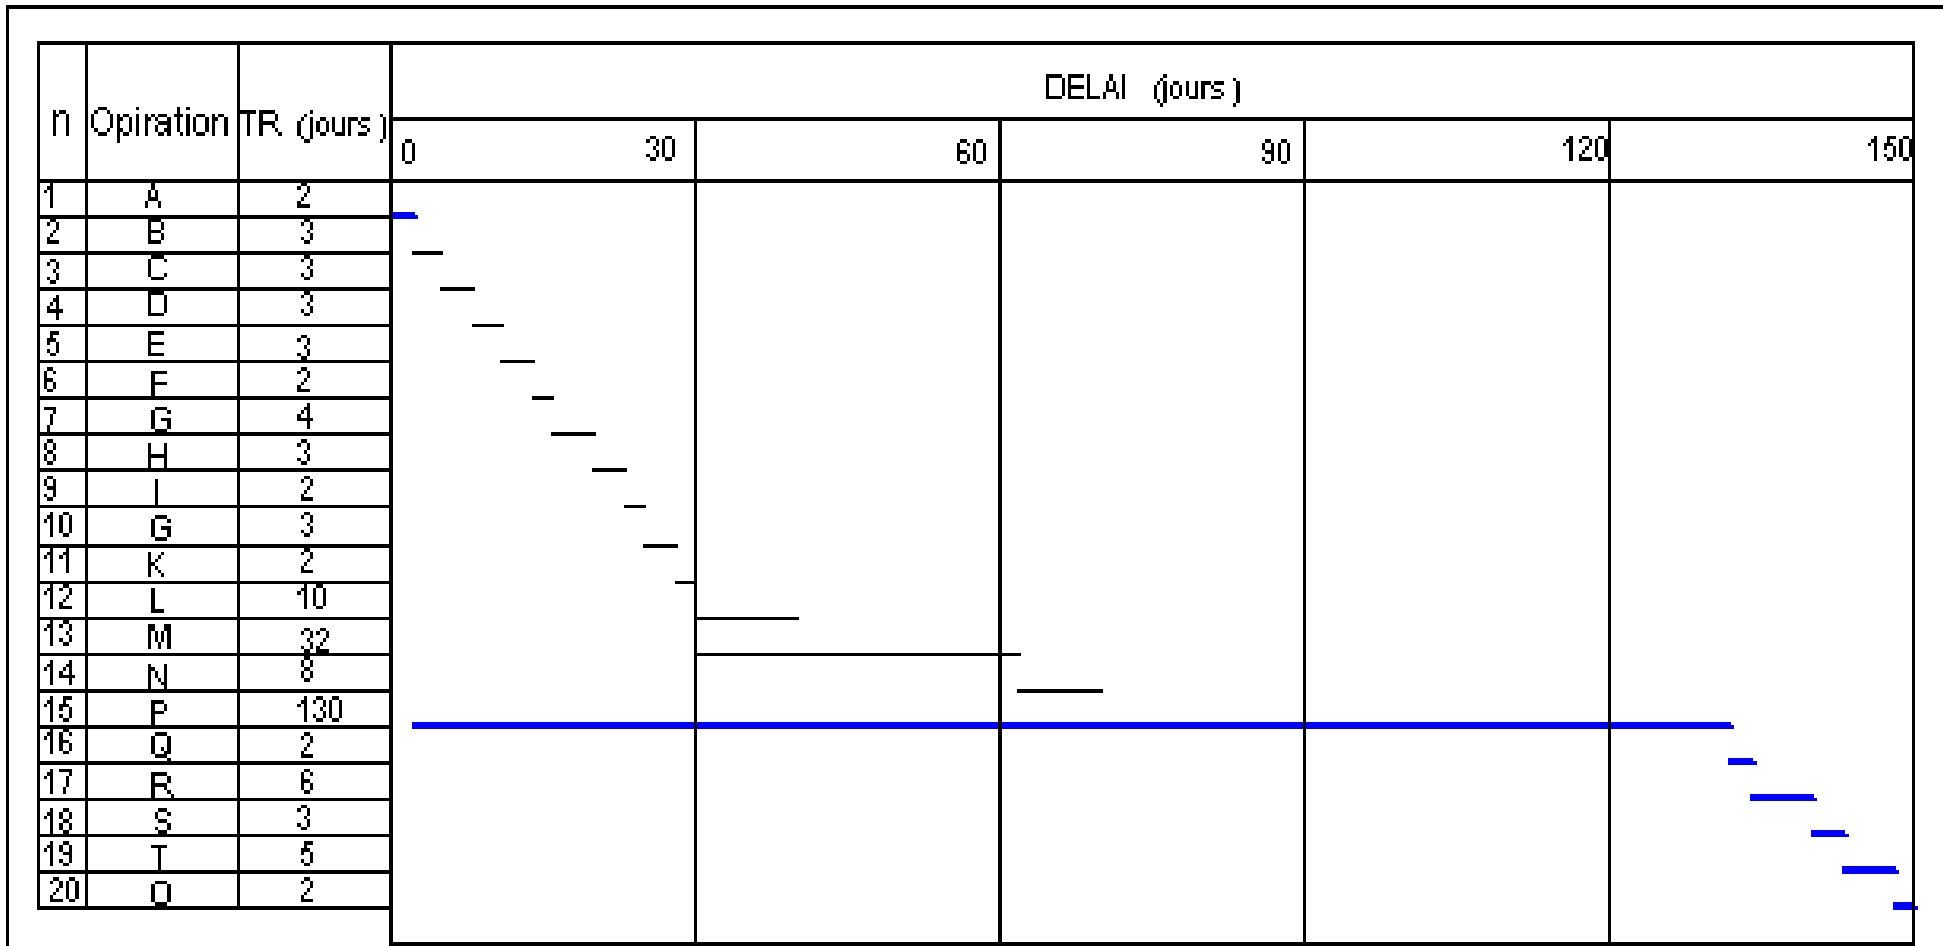 DELAI (jours)
n Opiration TR (jours)
0 30 60 90 120 150
1 A 2
2 B 3
3 C 3
4 D 3
5 E 3
6 F 2
7 G 4
8 H 3
9 I 2
10 G 3
11 K 2
12 L 10
13 M 32
14 N 8
15 P 130
16 Q 2
17 R 6
18 S 3
19 T 5
20 O 2